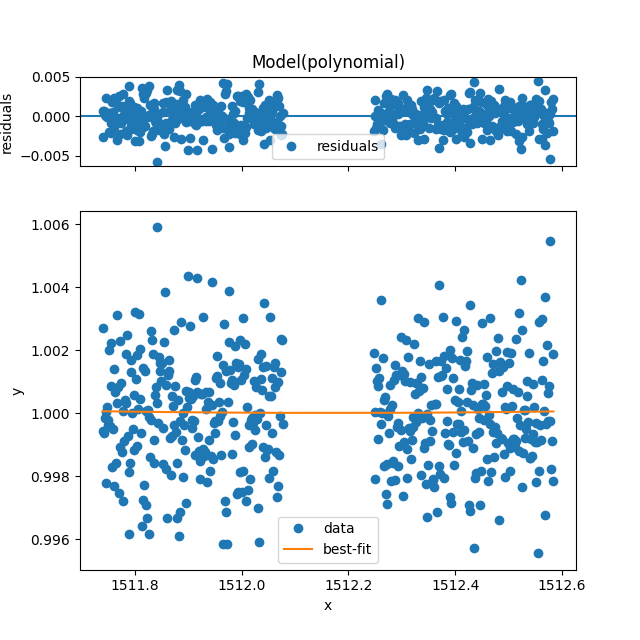 Model(polynomial)
residuals
0.005
0.000
−0.005
residuals
y
1.006
1.004
1.002
1.000
0.998
0.996
data
best-fit
1511.8
1512.0
1512.2
1512.4
1512.6
x